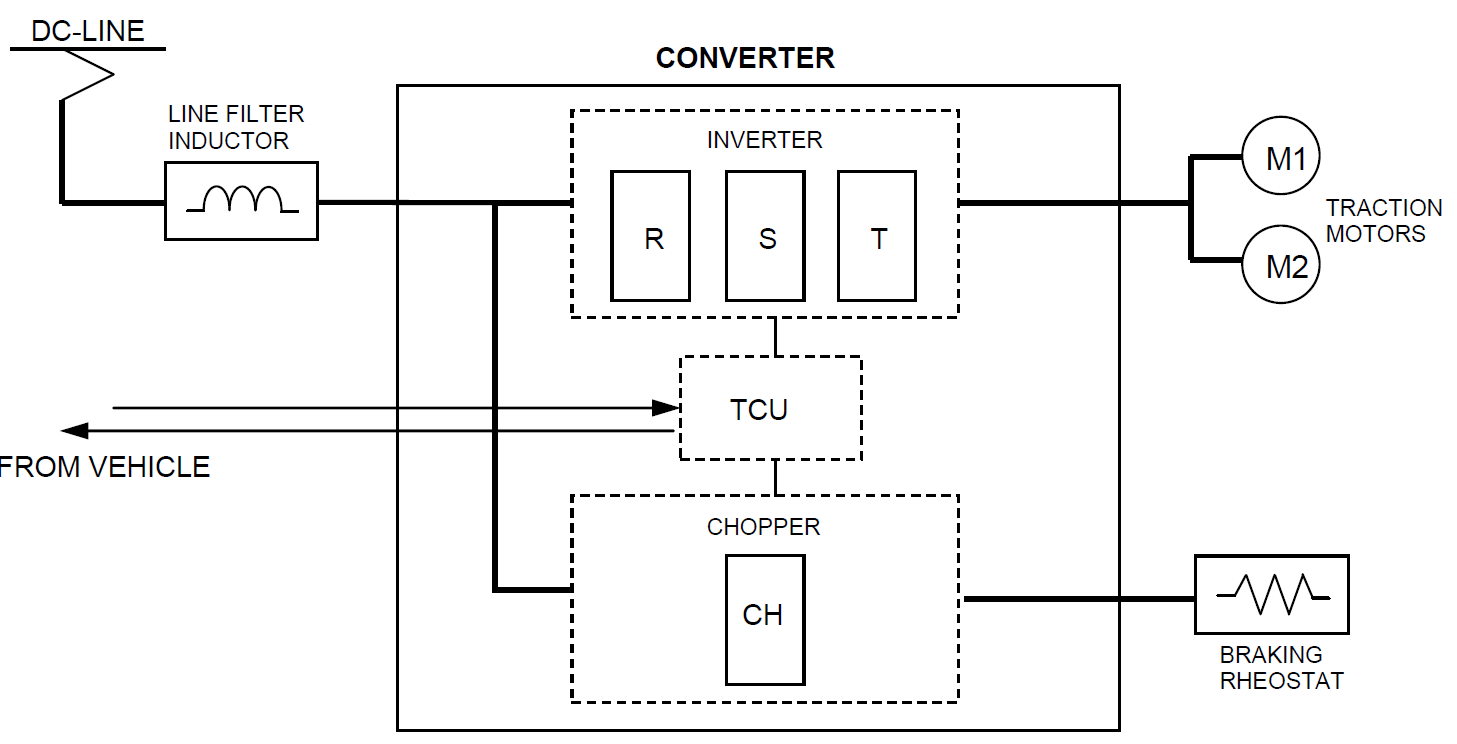 DC-LINE
CONVERTER
LINE FILTER
INDUCTOR
INVERTER
R
S
T
M1
M2
TRACTION
MOTORS
TCU
FROM VEHICLE
CHOPPER
CH
BRAKING
RHEOSTAT